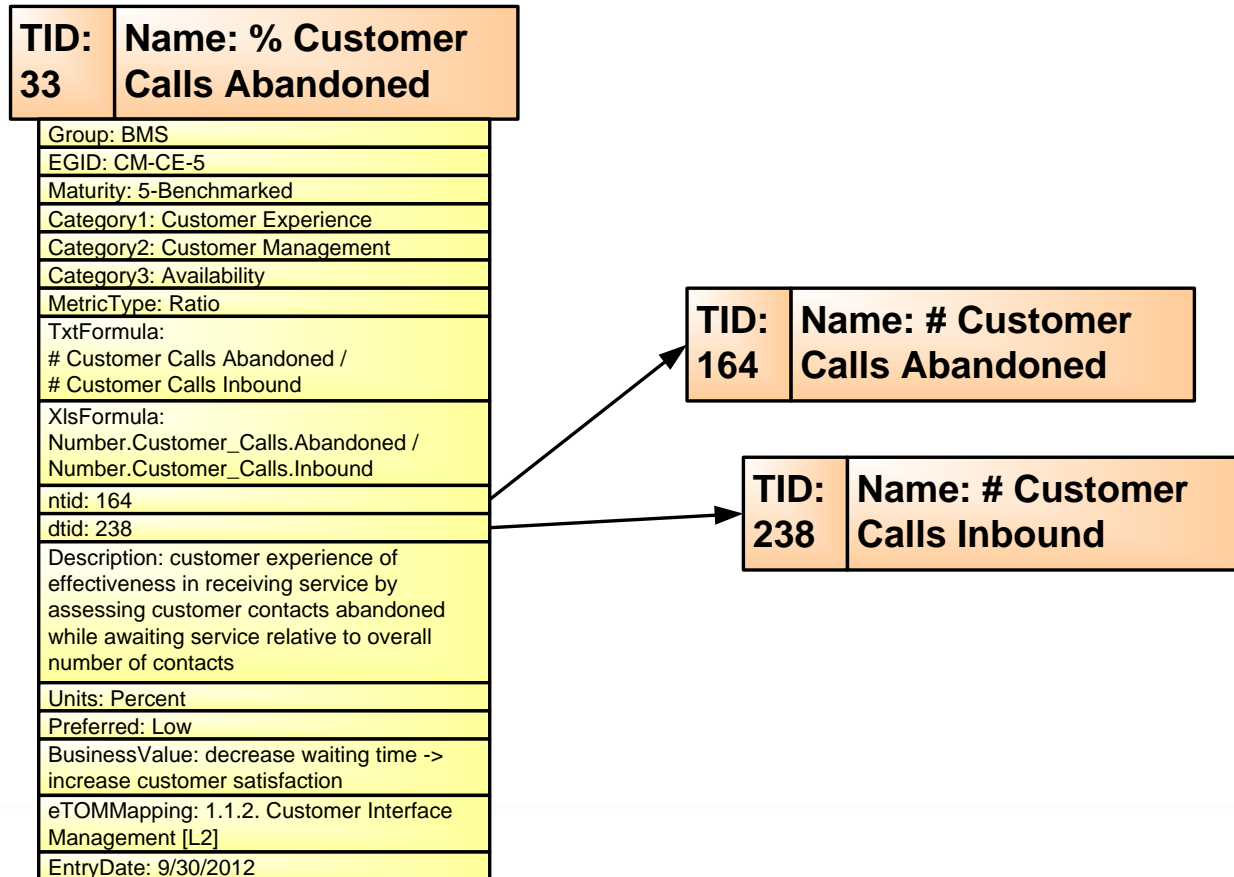 TID:
33
Name: % Customer
Calls Abandoned
Group: BMS
EGID: CM-CE-5
Maturity: 5-Benchmarked
Category1: Customer Experience
Category2: Customer Management
Category3: Availability
MetricType: Ratio
TxtFormula:
# Customer Calls Abandoned /
# Customer Calls Inbound
XlsFormula:
Number.Customer_Calls.Abandoned /
Number.Customer_Calls.Inbound
ntid: 164
dtid: 238
Description: customer experience of
effectiveness in receiving service by
assessing customer contacts abandoned
while awaiting service relative to overall
number of contacts
Units: Percent
Preferred: Low
BusinessValue: decrease waiting time ->
increase customer satisfaction
eTOMMapping: 1.1.2. Customer Interface
Management [L2]
EntryDate: 9/30/2012
TID:
164
Name: # Customer
Calls Abandoned
TID:
238
Name: # Customer
Calls Inbound